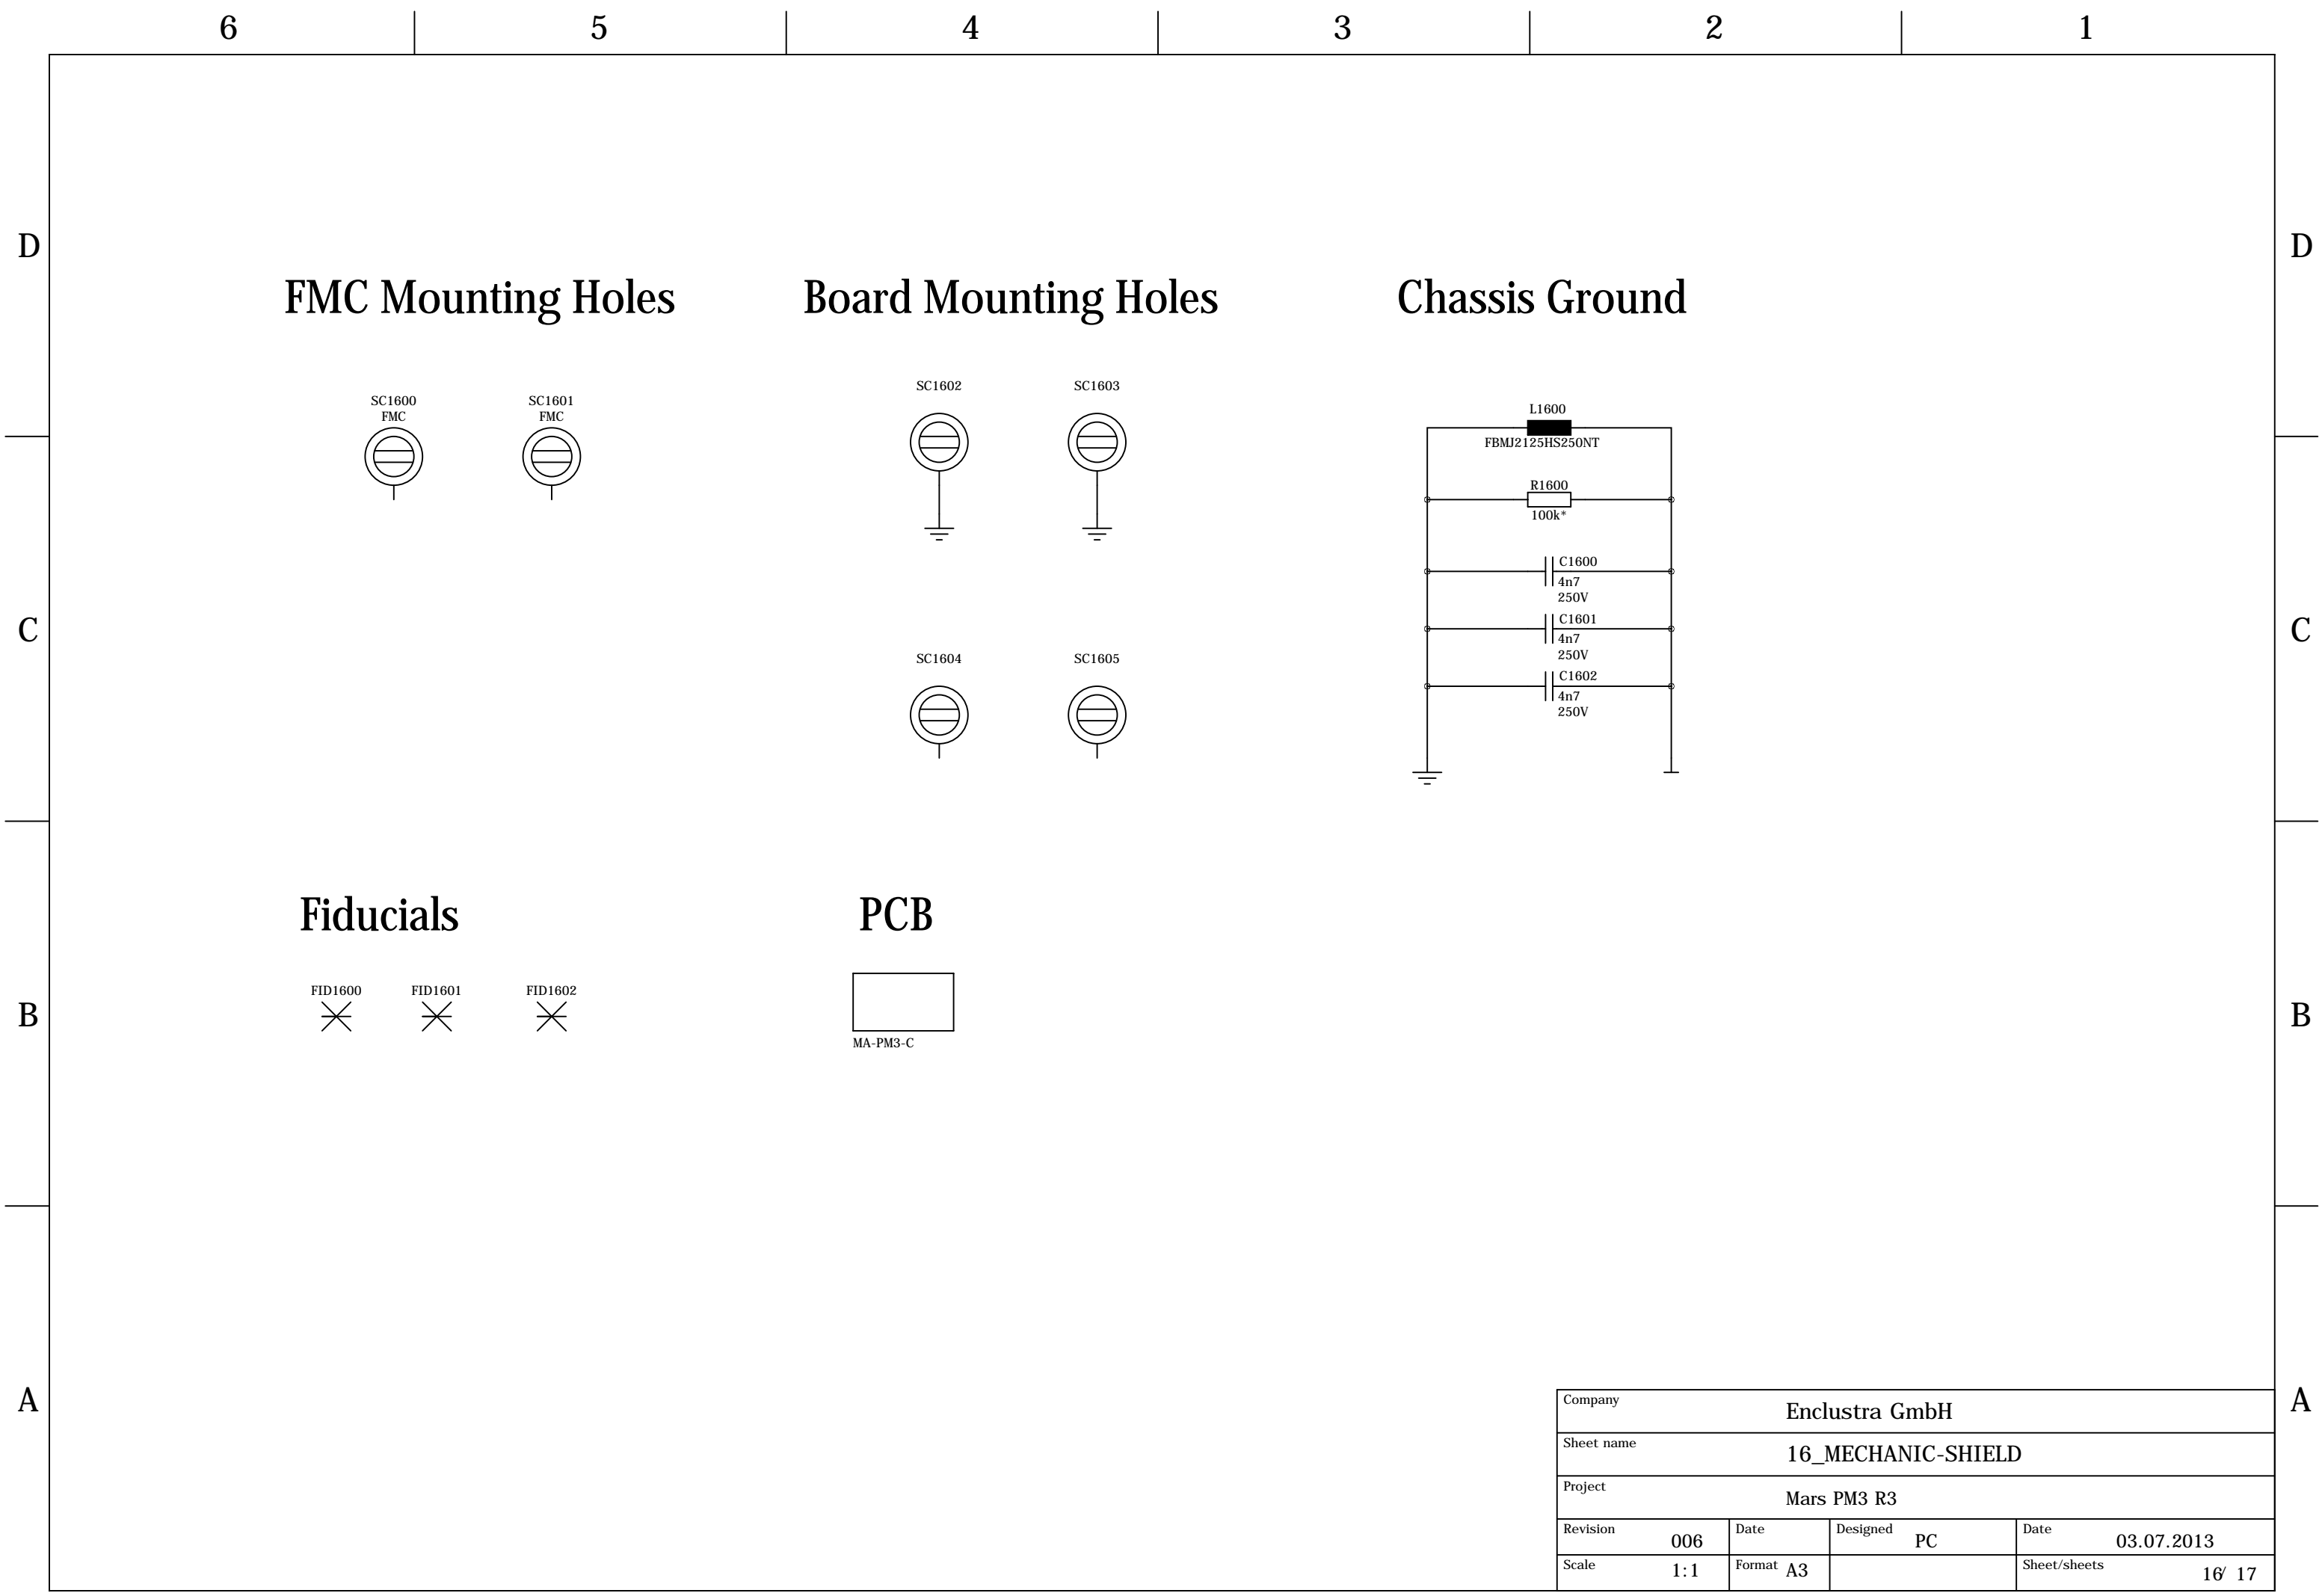 6 5 4 3 2 1
D D
FMC Mounting Holes Board Mounting Holes Chassis Ground
SC1602 SC1603
SC1600 SC1601
FMC FMC
L1600
FBMJ2125HS250NT
R1600
100k*
C1600
4n7
250V
C1601
4n7
250V
C C
SC1604 SC1605
C1602
4n7
250V
Fiducials PCB
FID1600 FID1601 FID1602
B B
MA-PM3-C
A A
Company Enclustra GmbH
Sheet name 16_MECHANIC-SHIELD
Project Mars PM3 R3
Revision 006 Date Designed PC Date 03.07.2013
Scale 1:1 Format A3 Sheet/sheets 16/ 17